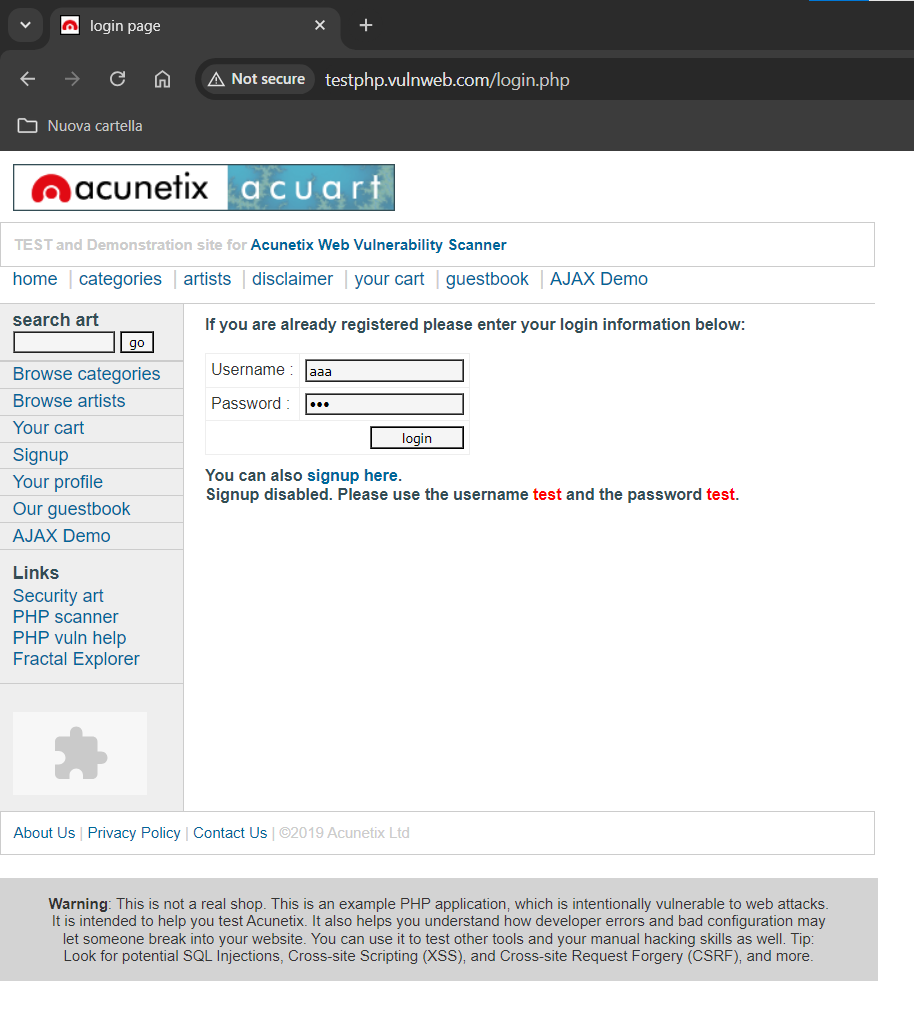 login page
Not secure
testphp.vulnweb.com/login.php
Nuova cartella
acunetix acuart
TEST and Demonstration site for Acunetix Web Vulnerability Scanner
home | categories | artists | disclaimer | your cart | guestbook | AJAX Demo
search art
go
Browse categories
Browse artists
Your cart
Signup
Your profile
Our guestbook
AJAX Demo
Links
Security art
PHP scanner
PHP vuln help
Fractal Explorer
If you are already registered please enter your login information below:
Username : aaa
Password : •••
login
You can also signup here.
Signup disabled. Please use the username test and the password test.
About Us | Privacy Policy | Contact Us | ©2019 Acunetix Ltd
Warning: This is not a real shop. This is an example PHP application, which is intentionally vulnerable to web attacks.
It is intended to help you test Acunetix. It also helps you understand how developer errors and bad configuration may
let someone break into your website. You can use it to test other tools and your manual hacking skills as well. Tip:
Look for potential SQL Injections, Cross-site Scripting (XSS), and Cross-site Request Forgery (CSRF), and more.